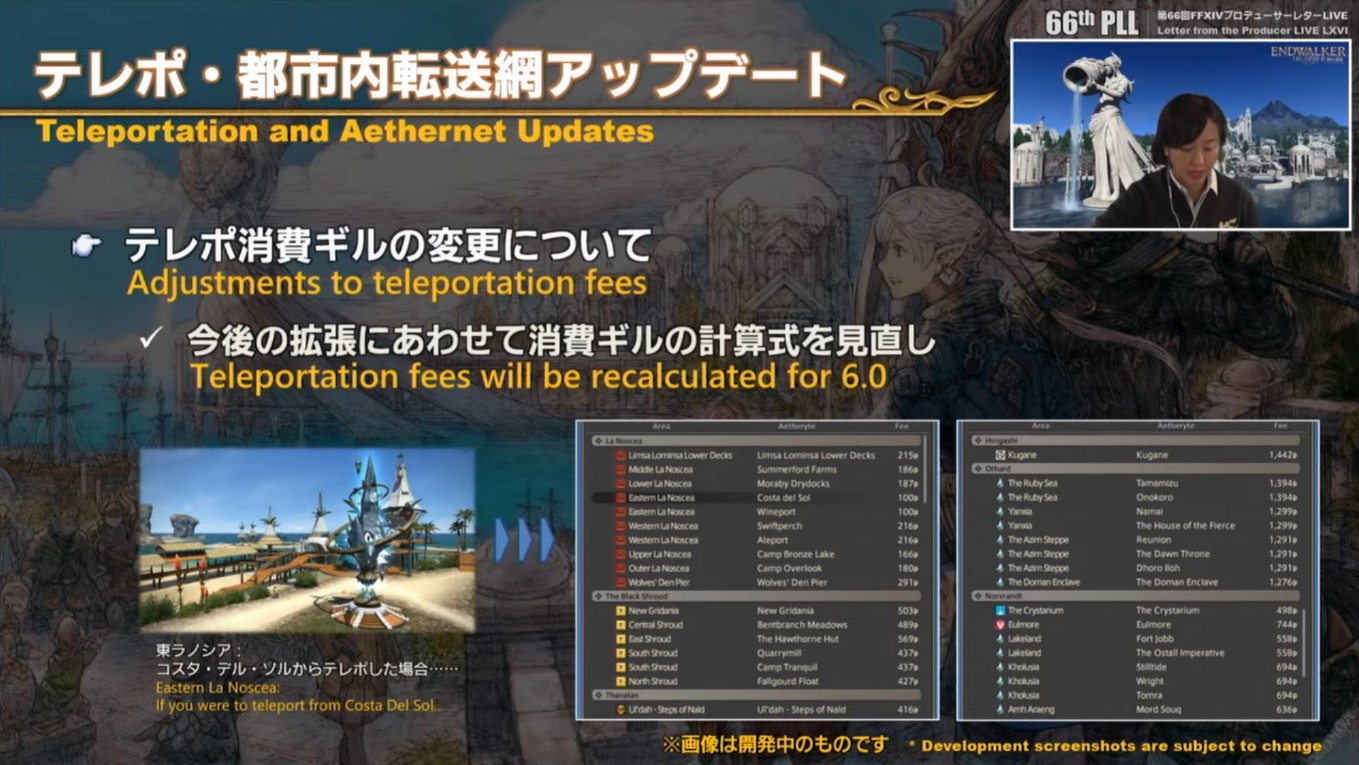 66th PLL
第66回FFXIVプロデューサーレターLIVE
Letter from the Producer LIVE LXVI
ENDWALKER
テレポ・都市内転送網アップデート
Teleportation and Aethernet Updates
テレポ消費ギルの変更について
Adjustments to teleportation fees
✓ 今後の拡張にあわせて消費ギルの計算式を見直し
Teleportation fees will be recalculated for 6.0
東ラノシア：
コスタ・デル・ソルからテレポした場合……
Eastern La Noscea:
If you were to teleport from Costa Del Sol...
Area Aetheryte Fee
La Noscea
Limsa Lominsa Lower Decks Limsa Lominsa Lower Decks 215
Middle La Noscea Summerford Farms 186
Lower La Noscea Moraby Drydocks 187
Eastern La Noscea Costa del Sol 100
Eastern La Noscea Wineport 100
Western La Noscea Swiftperch 216
Western La Noscea Aleport 216
Upper La Noscea Camp Bronze Lake 166
Outer La Noscea Camp Overlook 180
Wolves' Den Pier Wolves' Den Pier 291
The Black Shroud
New Gridania New Gridania 503
Central Shroud Bentbranch Meadows 489
East Shroud The Hawthorne Hut 569
South Shroud Quarrymill 437
South Shroud Camp Tranquil 437
North Shroud Fallgourd Float 427
Thanalan
Ul'dah - Steps of Nald Ul'dah - Steps of Nald 416
Area Aetheryte Fee
Hingashi
Kugane Kugane 1,442
Othard
The Ruby Sea Tamamizu 1,394
The Ruby Sea Onokoro 1,394
Yanxia Namai 1,299
Yanxia The House of the Fierce 1,299
The Azim Steppe Reunion 1,291
The Azim Steppe The Dawn Throne 1,291
The Azim Steppe Dhoro Iloh 1,291
The Doman Enclave The Doman Enclave 1,276
Norvrandt
The Crystarium The Crystarium 498
Eulmore Eulmore 744
Lakeland Fort Jobb 558
Lakeland The Ostall Imperative 558
Kholusia Stilltide 694
Kholusia Wright 694
Kholusia Tomra 694
Amh Araeng Mord Souq 636
※画像は開発中のものです
* Development screenshots are subject to change